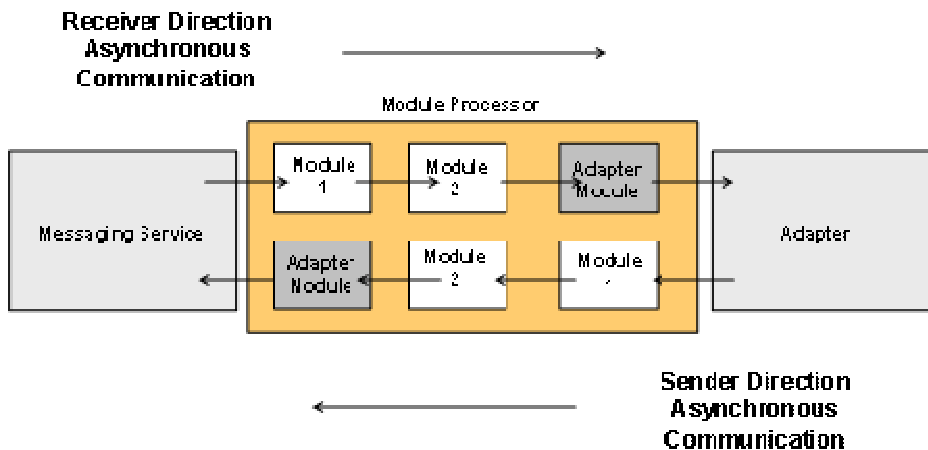 Receiver Direction
Asynchronous
Communication
Module Processor
Module
1
Module
2
Adapter
Module
Messaging Service
Adapter
Adapter
Module
Module
2
Module
Sender Direction
Asynchronous
Communication